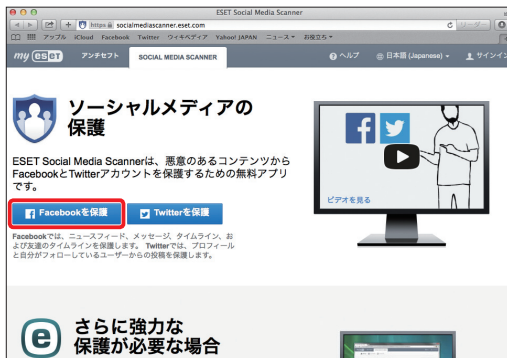 ESET Social Media Scanner
https socialmediascanner.eset.com
リーダー
アップル iCloud Facebook Twitter ウィキペディア Yahoo! JAPAN ニュース▼ お役立ち▼
my eset アンチセフト SOCIAL MEDIA SCANNER ヘルプ 日本語 (Japanese) サインイン
ソーシャルメディアの
保護
ESET Social Media Scannerは、悪意のあるコンテンツから
FacebookとTwitterアカウントを保護するための無料アプリ
です。
Facebookを保護 Twitterを保護
Facebookでは、ニュースフィード、メッセージ、タイムライン、お
よび友達のタイムラインを保護します。 Twitterでは、プロフィール
と自分がフォローしているユーザーからの投稿を保護します。
ビデオを見る
さらに強力な
保護が必要な場合